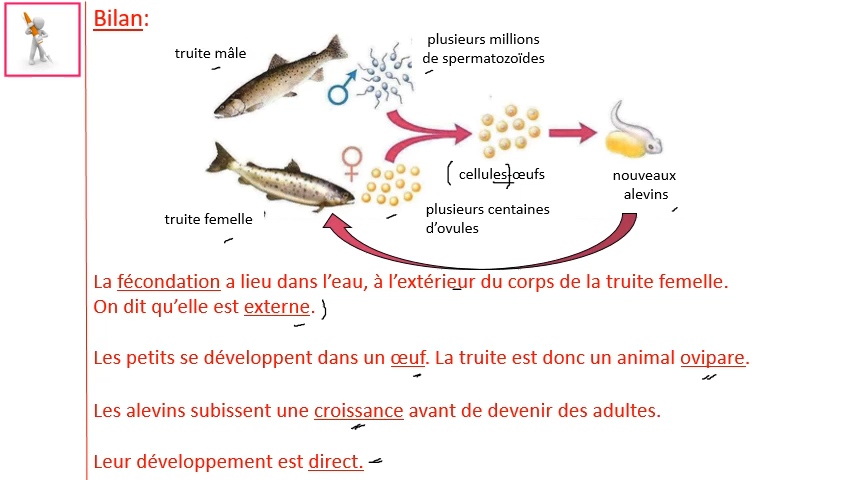 Bilan:
truite mâle
plusieurs millions
de spermatozoïdes
(cellules)-œufs
nouveaux
alevins
truite femelle
plusieurs centaines
d’ovules
La fécondation a lieu dans l’eau, à l’extérieur du corps de la truite femelle.
On dit qu’elle est externe.
Les petits se développent dans un œuf. La truite est donc un animal ovipare.
Les alevins subissent une croissance avant de devenir des adultes.
Leur développement est direct.